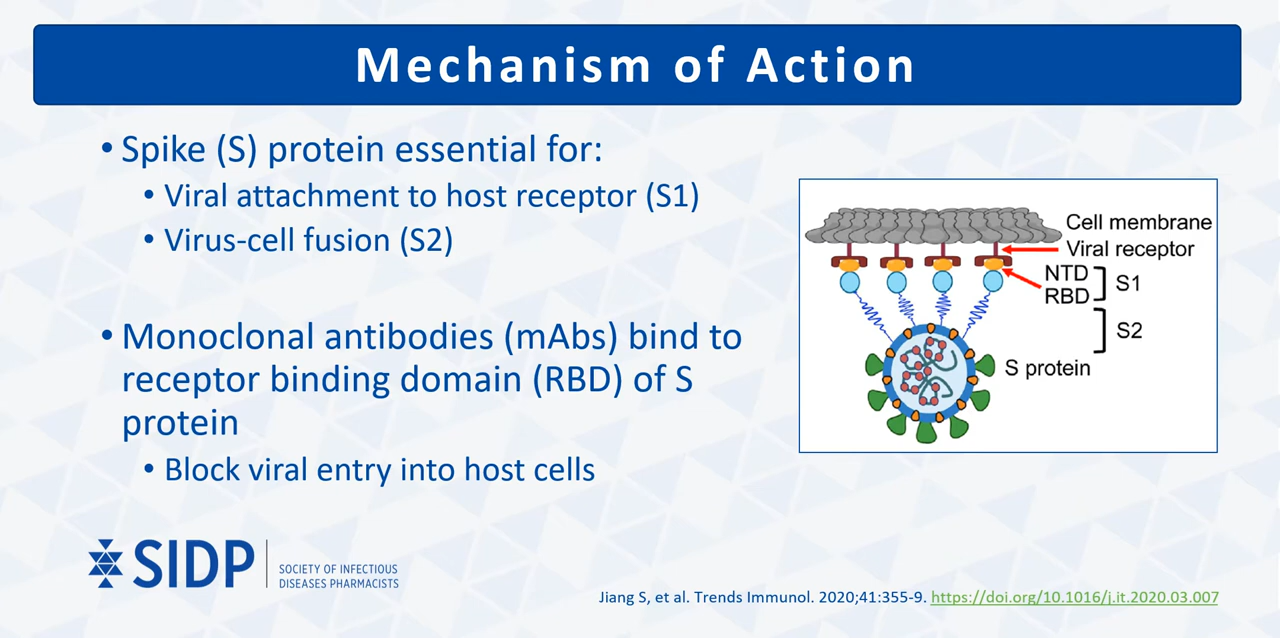 Mechanism of Action
• Spike (S) protein essential for:
• Viral attachment to host receptor (S1)
• Virus-cell fusion (S2)
• Monoclonal antibodies (mAbs) bind to
receptor binding domain (RBD) of S
protein
• Block viral entry into host cells
Cell membrane
Viral receptor
NTD
RBD
S1
S2
S protein
SIDP
SOCIETY OF INFECTIOUS
DISEASES PHARMACISTS
Jiang S, et al. Trends Immunol. 2020;41:355-9. https://doi.org/10.1016/j.it.2020.03.007